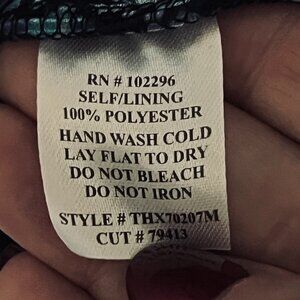 RN # 102296
SELF/LINING
100% POLYESTER
HAND WASH COLD
LAY FLAT TO DRY
DO NOT BLEACH
DO NOT IRON
STYLE # THX70207M
CUT # 79413